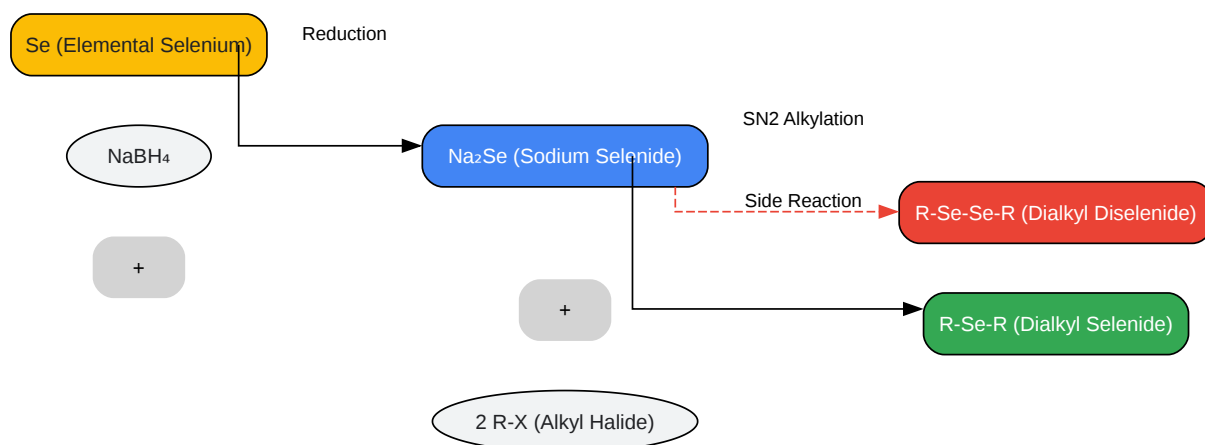 Se (Elemental Selenium)
Reduction
NaBH₄
+
Na₂Se (Sodium Selenide)
SN2 Alkylation
Side Reaction
R-Se-Se-R (Dialkyl Diselenide)
+
R-Se-R (Dialkyl Selenide)
2 R-X (Alkyl Halide)